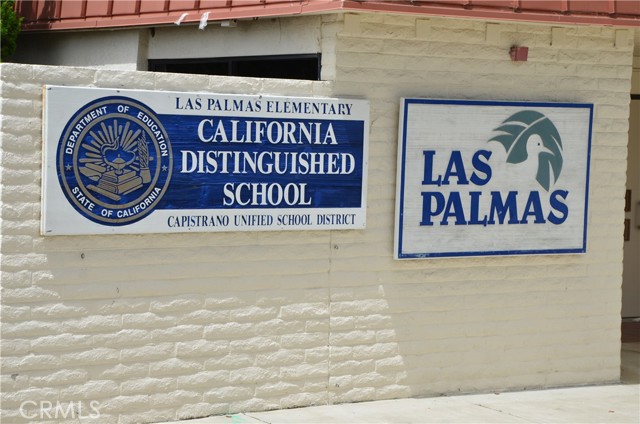 LAS PALMAS ELEMENTARY
CALIFORNIA
DISTINGUISHED
SCHOOL
CAPISTRANO UNIFIED SCHOOL DISTRICT
DEPARTMENT OF EDUCATION
STATE OF CALIFORNIA
LAS
PALMAS
CRMLS